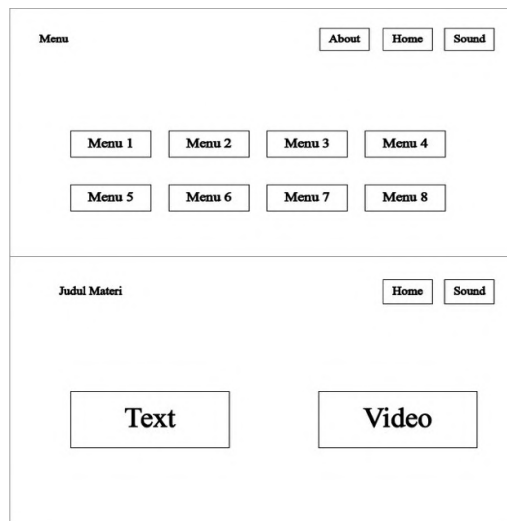 Menu About Home Sound
Menu 1 Menu 2 Menu 3 Menu 4
Menu 5 Menu 6 Menu 7 Menu 8
Judul Materi Home Sound
Text Video